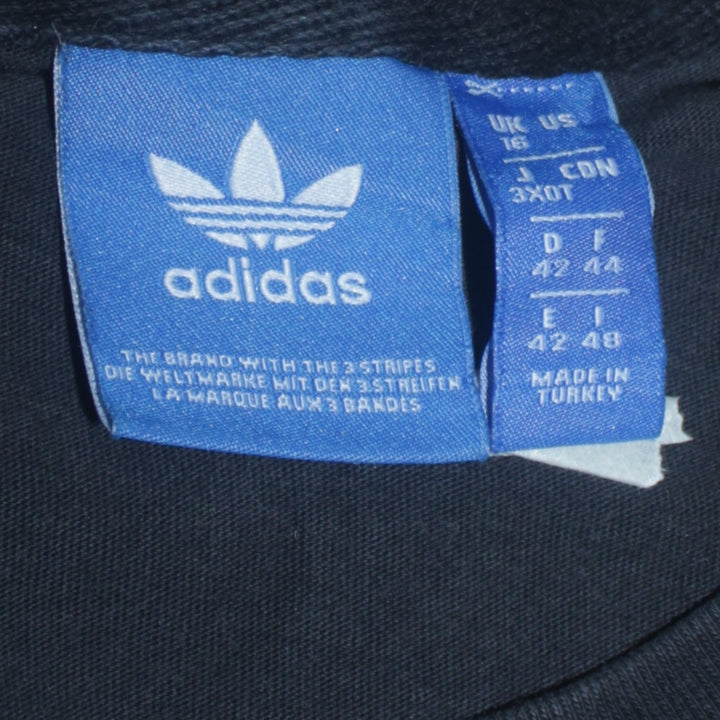 adidas
THE BRAND WITH THE 3 STRIPES
DIE WELTMARKE MIT DEN 3 STREIFEN
LA MARQUE AUX 3 BANDES
UK US
16
J CDN
3XOT
D F
42 44
E I
42 48
MADE IN
TURKEY